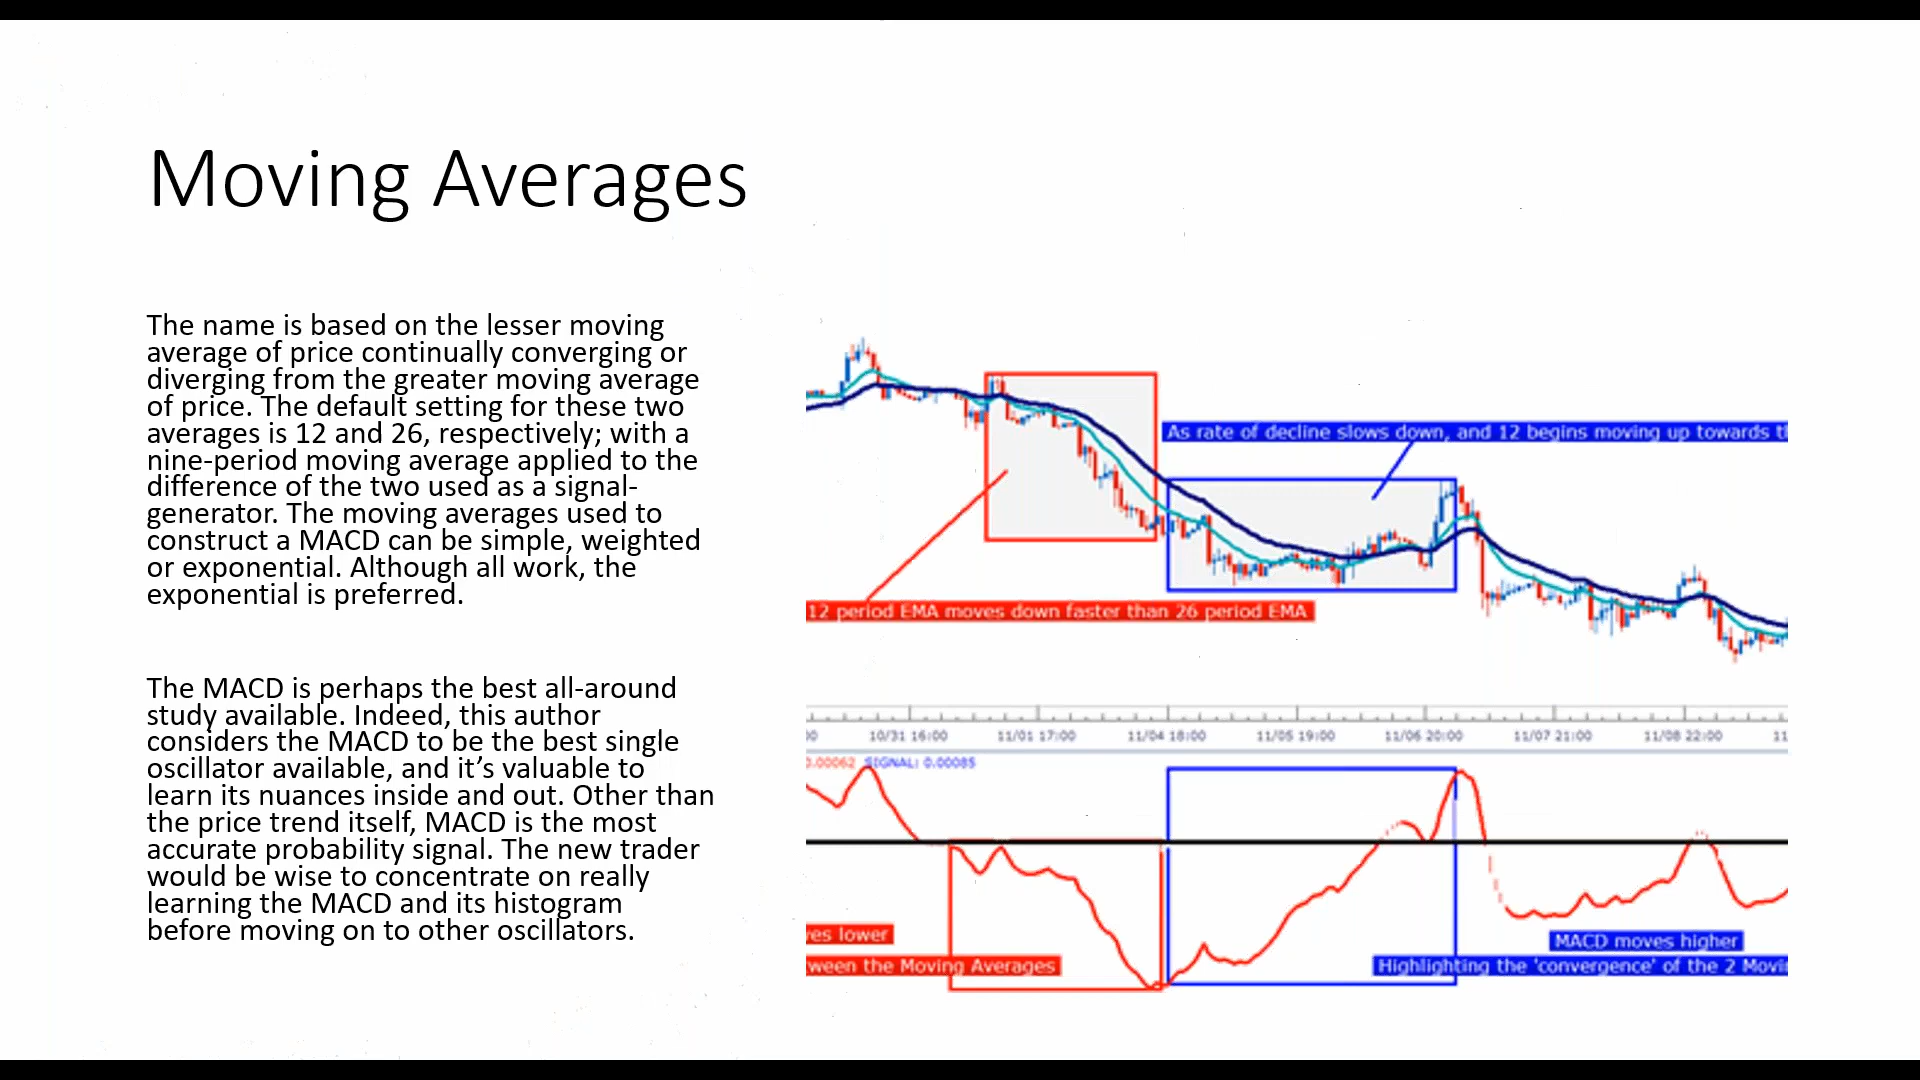 Moving Averages
The name is based on the lesser moving
average of price continually converging or
diverging from the greater moving average
of price. The default setting for these two
averages is 12 and 26, respectively; with a
nine-period moving average applied to the
difference of the two used as a signal-
generator. The moving averages used to
construct a MACD can be simple, weighted
or exponential. Although all work, the
exponential is preferred.
The MACD is perhaps the best all-around
study available. Indeed, this author
considers the MACD to be the best single
oscillator available, and it’s valuable to
learn its nuances inside and out. Other than
the price trend itself, MACD is the most
accurate probability signal. The new trader
would be wise to concentrate on really
learning the MACD and its histogram
before moving on to other oscillators.
As rate of decline slows down, and 12 begins moving up towards
12 period EMA moves down faster than 26 period EMA
10/31 16:00 11/01 17:00 11/04 18:00 11/05 19:00 11/06 20:00 11/07 21:00 11/08 22:00 11
0.00062 SIGNAL: 0.00085
lower
MACD moves higher
the Moving Averages
Highlighting the 'convergence' of the 2